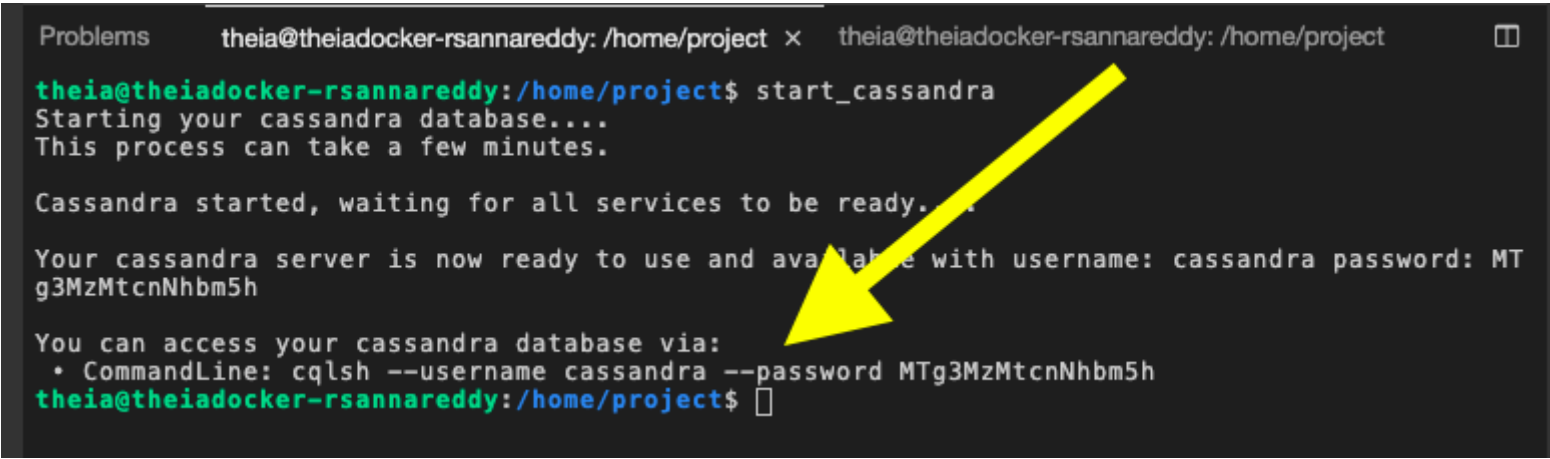 Problems theia@theiadocker-rsannareddy: /home/project × theia@theiadocker-rsannareddy: /home/project
theia@theiadocker-rsannareddy:/home/project$ start_cassandra
Starting your cassandra database....
This process can take a few minutes.
Cassandra started, waiting for all services to be ready....
Your cassandra server is now ready to use and available with username: cassandra password: MT
g3MzMtcnNhbm5h
You can access your cassandra database via:
• CommandLine: cqlsh --username cassandra --password MTg3MzMtcnNhbm5h
theia@theiadocker-rsannareddy:/home/project$